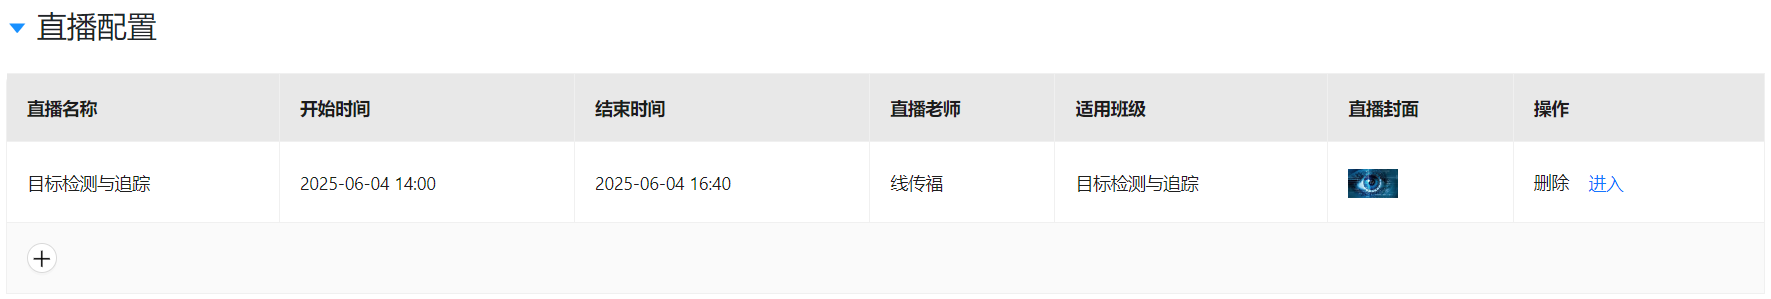 直播配置
直播名称 开始时间 结束时间 直播老师 适用班级 直播封面 操作
目标检测与追踪 2025-06-04 14:00 2025-06-04 16:40 线传福 目标检测与追踪 删除 进入